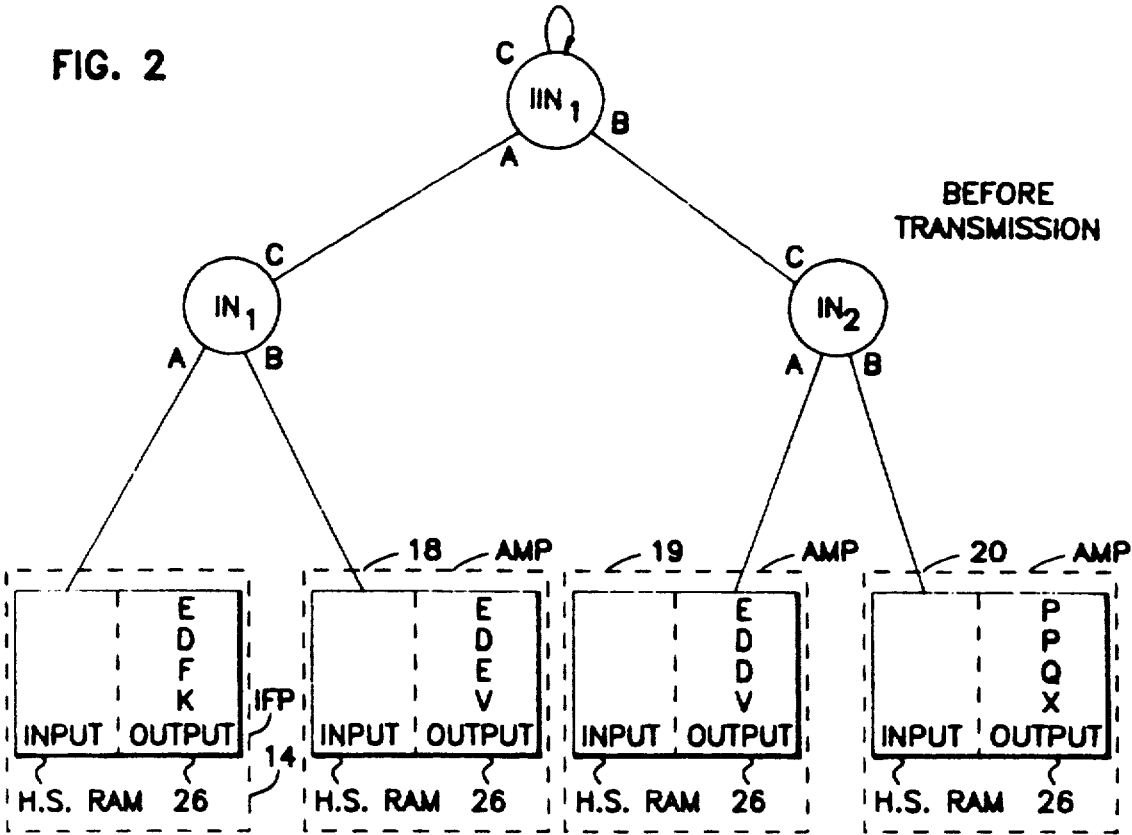 FIG. 2
C
IIN1
B
A
BEFORE
TRANSMISSION
C
IN1
A
B
C
IN2
A
B
18
AMP
19
AMP
20
AMP
E
D
F
K
INPUT
OUTPUT
IFP
14
H.S. RAM
26
E
D
E
V
INPUT
OUTPUT
H.S. RAM
26
E
D
D
V
INPUT
OUTPUT
H.S. RAM
26
P
P
Q
X
INPUT
OUTPUT
H.S. RAM
26